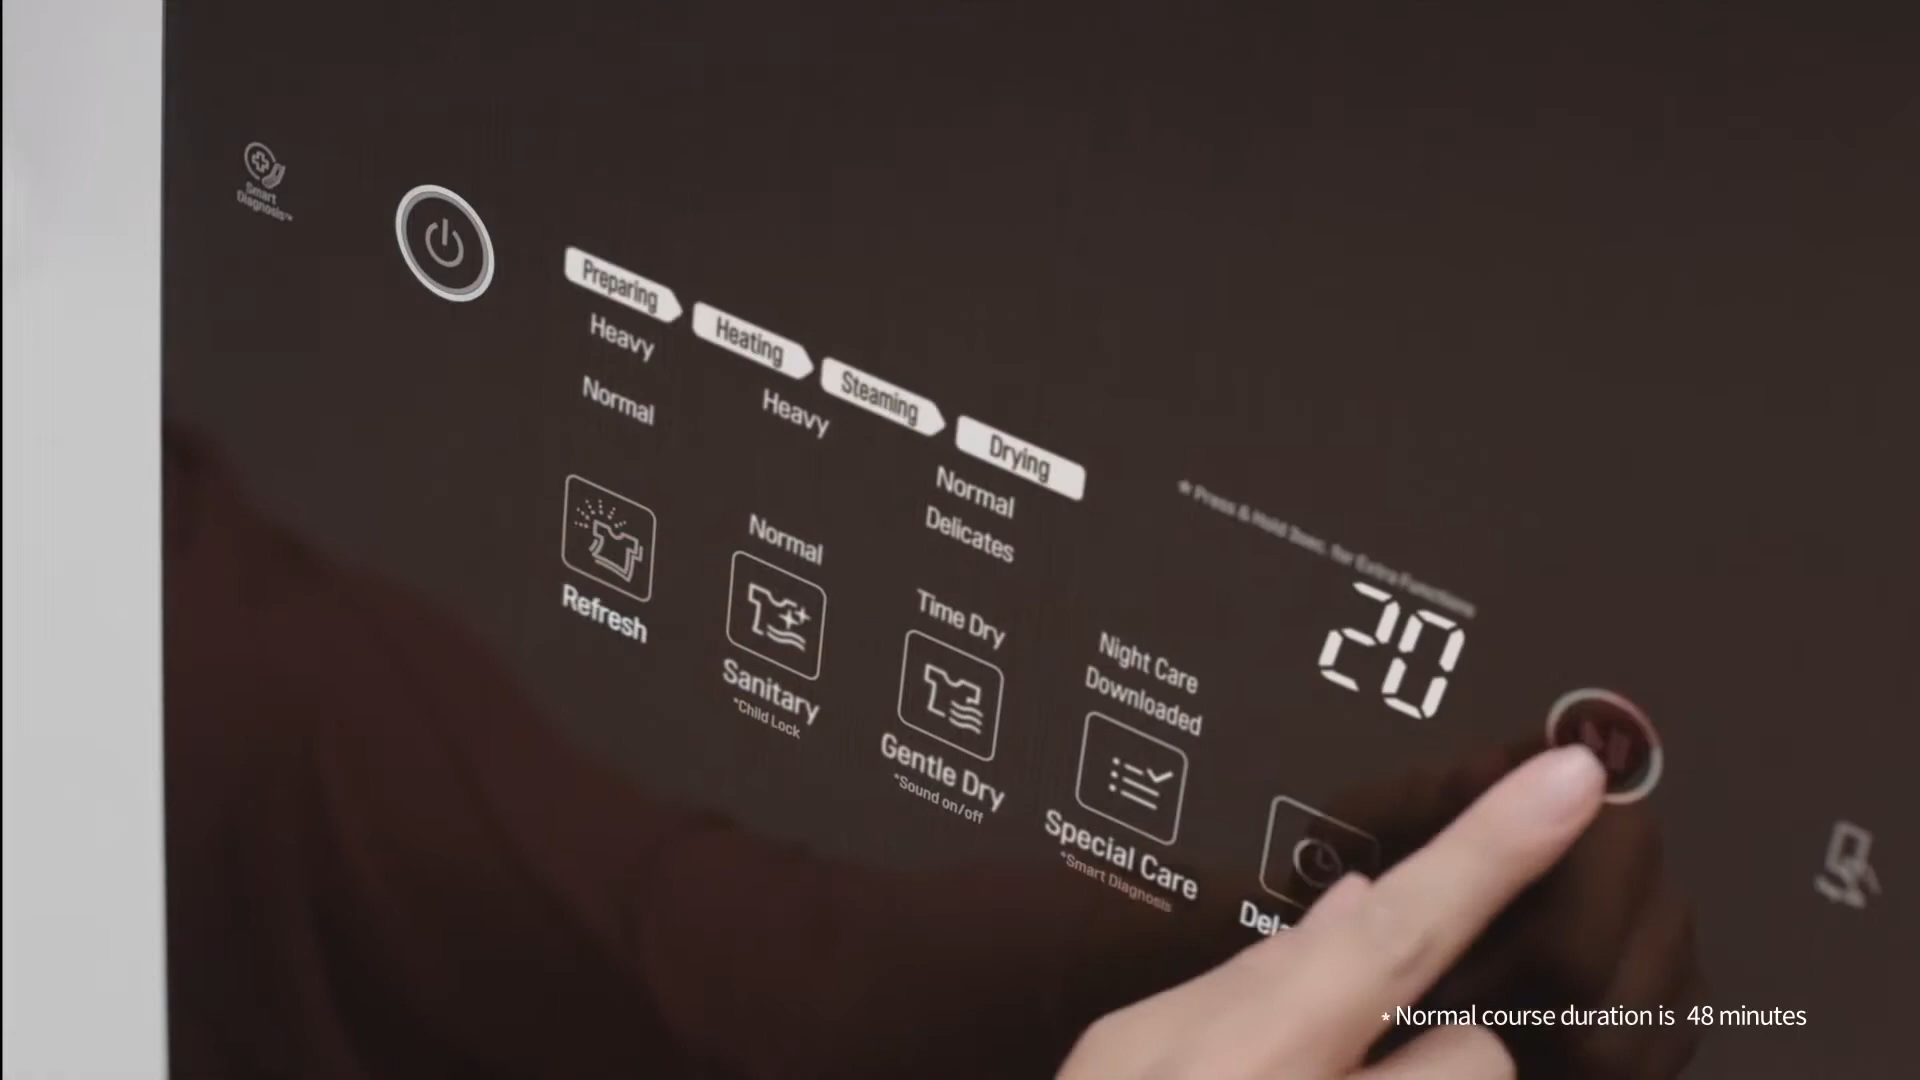 Smart
Diagnosis™
Preparing
Heating
Steaming
Drying
Heavy
Normal
Heavy
Normal
Delicates
* Press & Hold 3sec. for Extra Functions
Normal
Time Dry
Night Care
Downloaded
20
Refresh
Sanitary
*Child Lock
Gentle Dry
*Sound on/off
Special Care
*Smart Diagnosis
* Normal course duration is 48 minutes